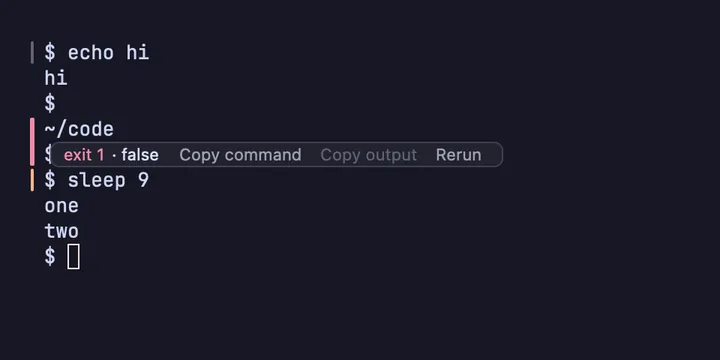 $ echo hi
hi
$
~/code
$ exit 1 · false Copy command Copy output Rerun
$ sleep 9
one
two
$